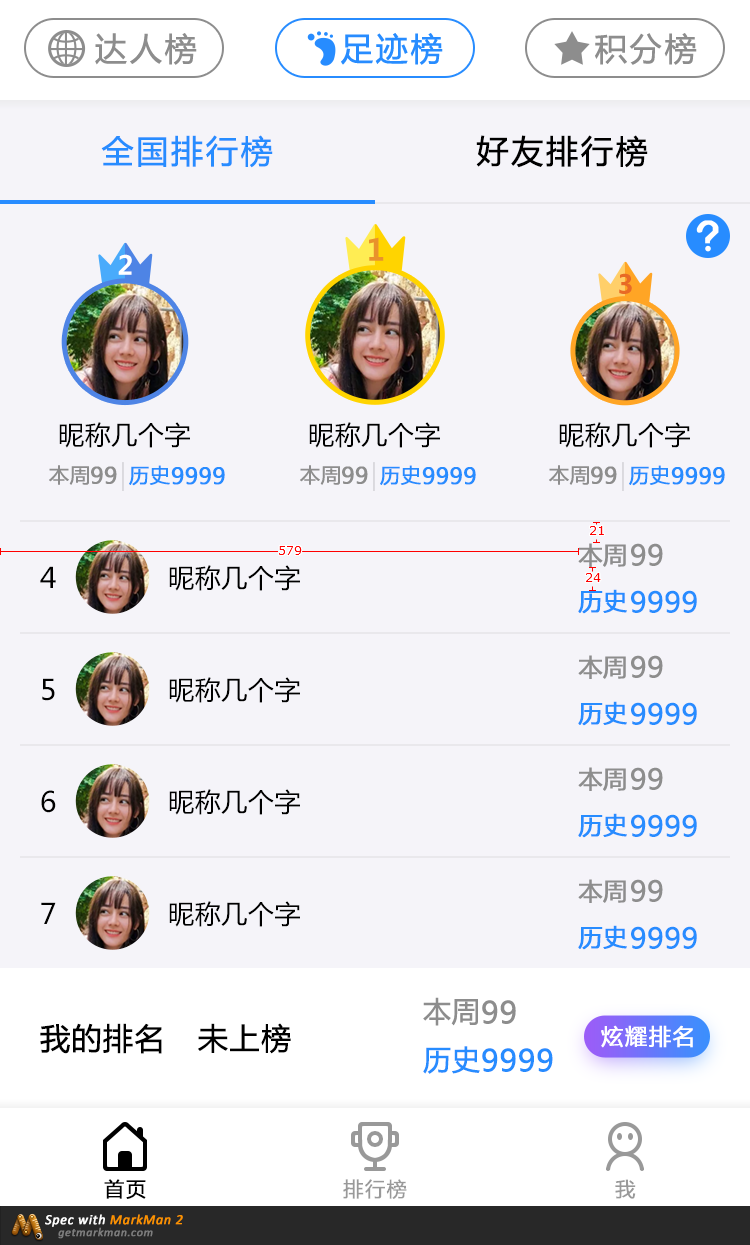 达人榜 足迹榜 积分榜
全国排行榜 好友排行榜
?
2 1 3
昵称几个字 昵称几个字 昵称几个字
本周99 历史9999 本周99 历史9999 本周99 历史9999
21
579
4 昵称几个字 本周99
24
历史9999
5 昵称几个字 本周99
历史9999
6 昵称几个字 本周99
历史9999
7 昵称几个字 本周99
历史9999
我的排名 未上榜 本周99
历史9999
炫耀排名
首页 排行榜 我
Spec with MarkMan 2
getmarkman.com